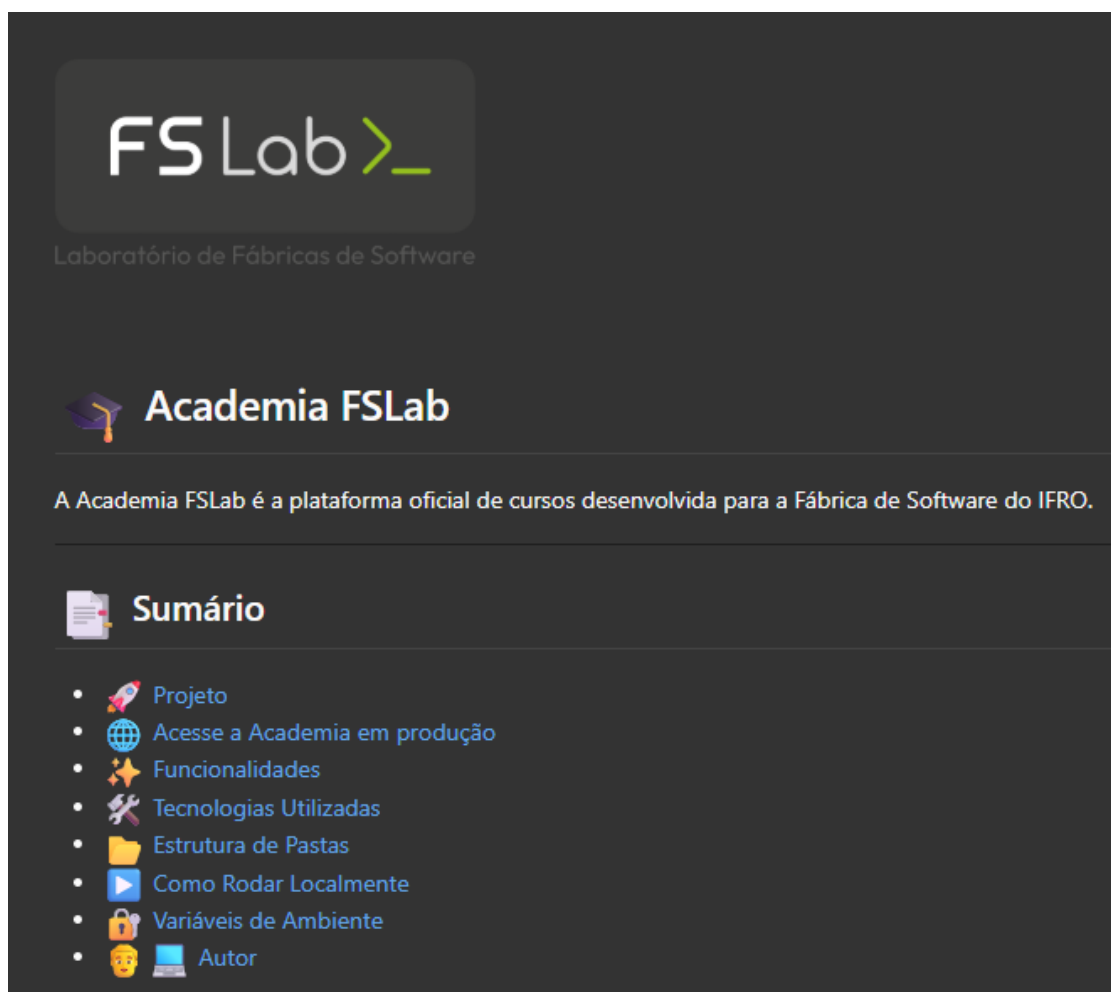 FSLab>_
Laboratório de Fábricas de Software
Academia FSLab
A Academia FSLab é a plataforma oficial de cursos desenvolvida para a Fábrica de Software do IFRO.
Sumário
Projeto
Acesse a Academia em produção
Funcionalidades
Tecnologias Utilizadas
Estrutura de Pastas
Como Rodar Localmente
Variáveis de Ambiente
Autor